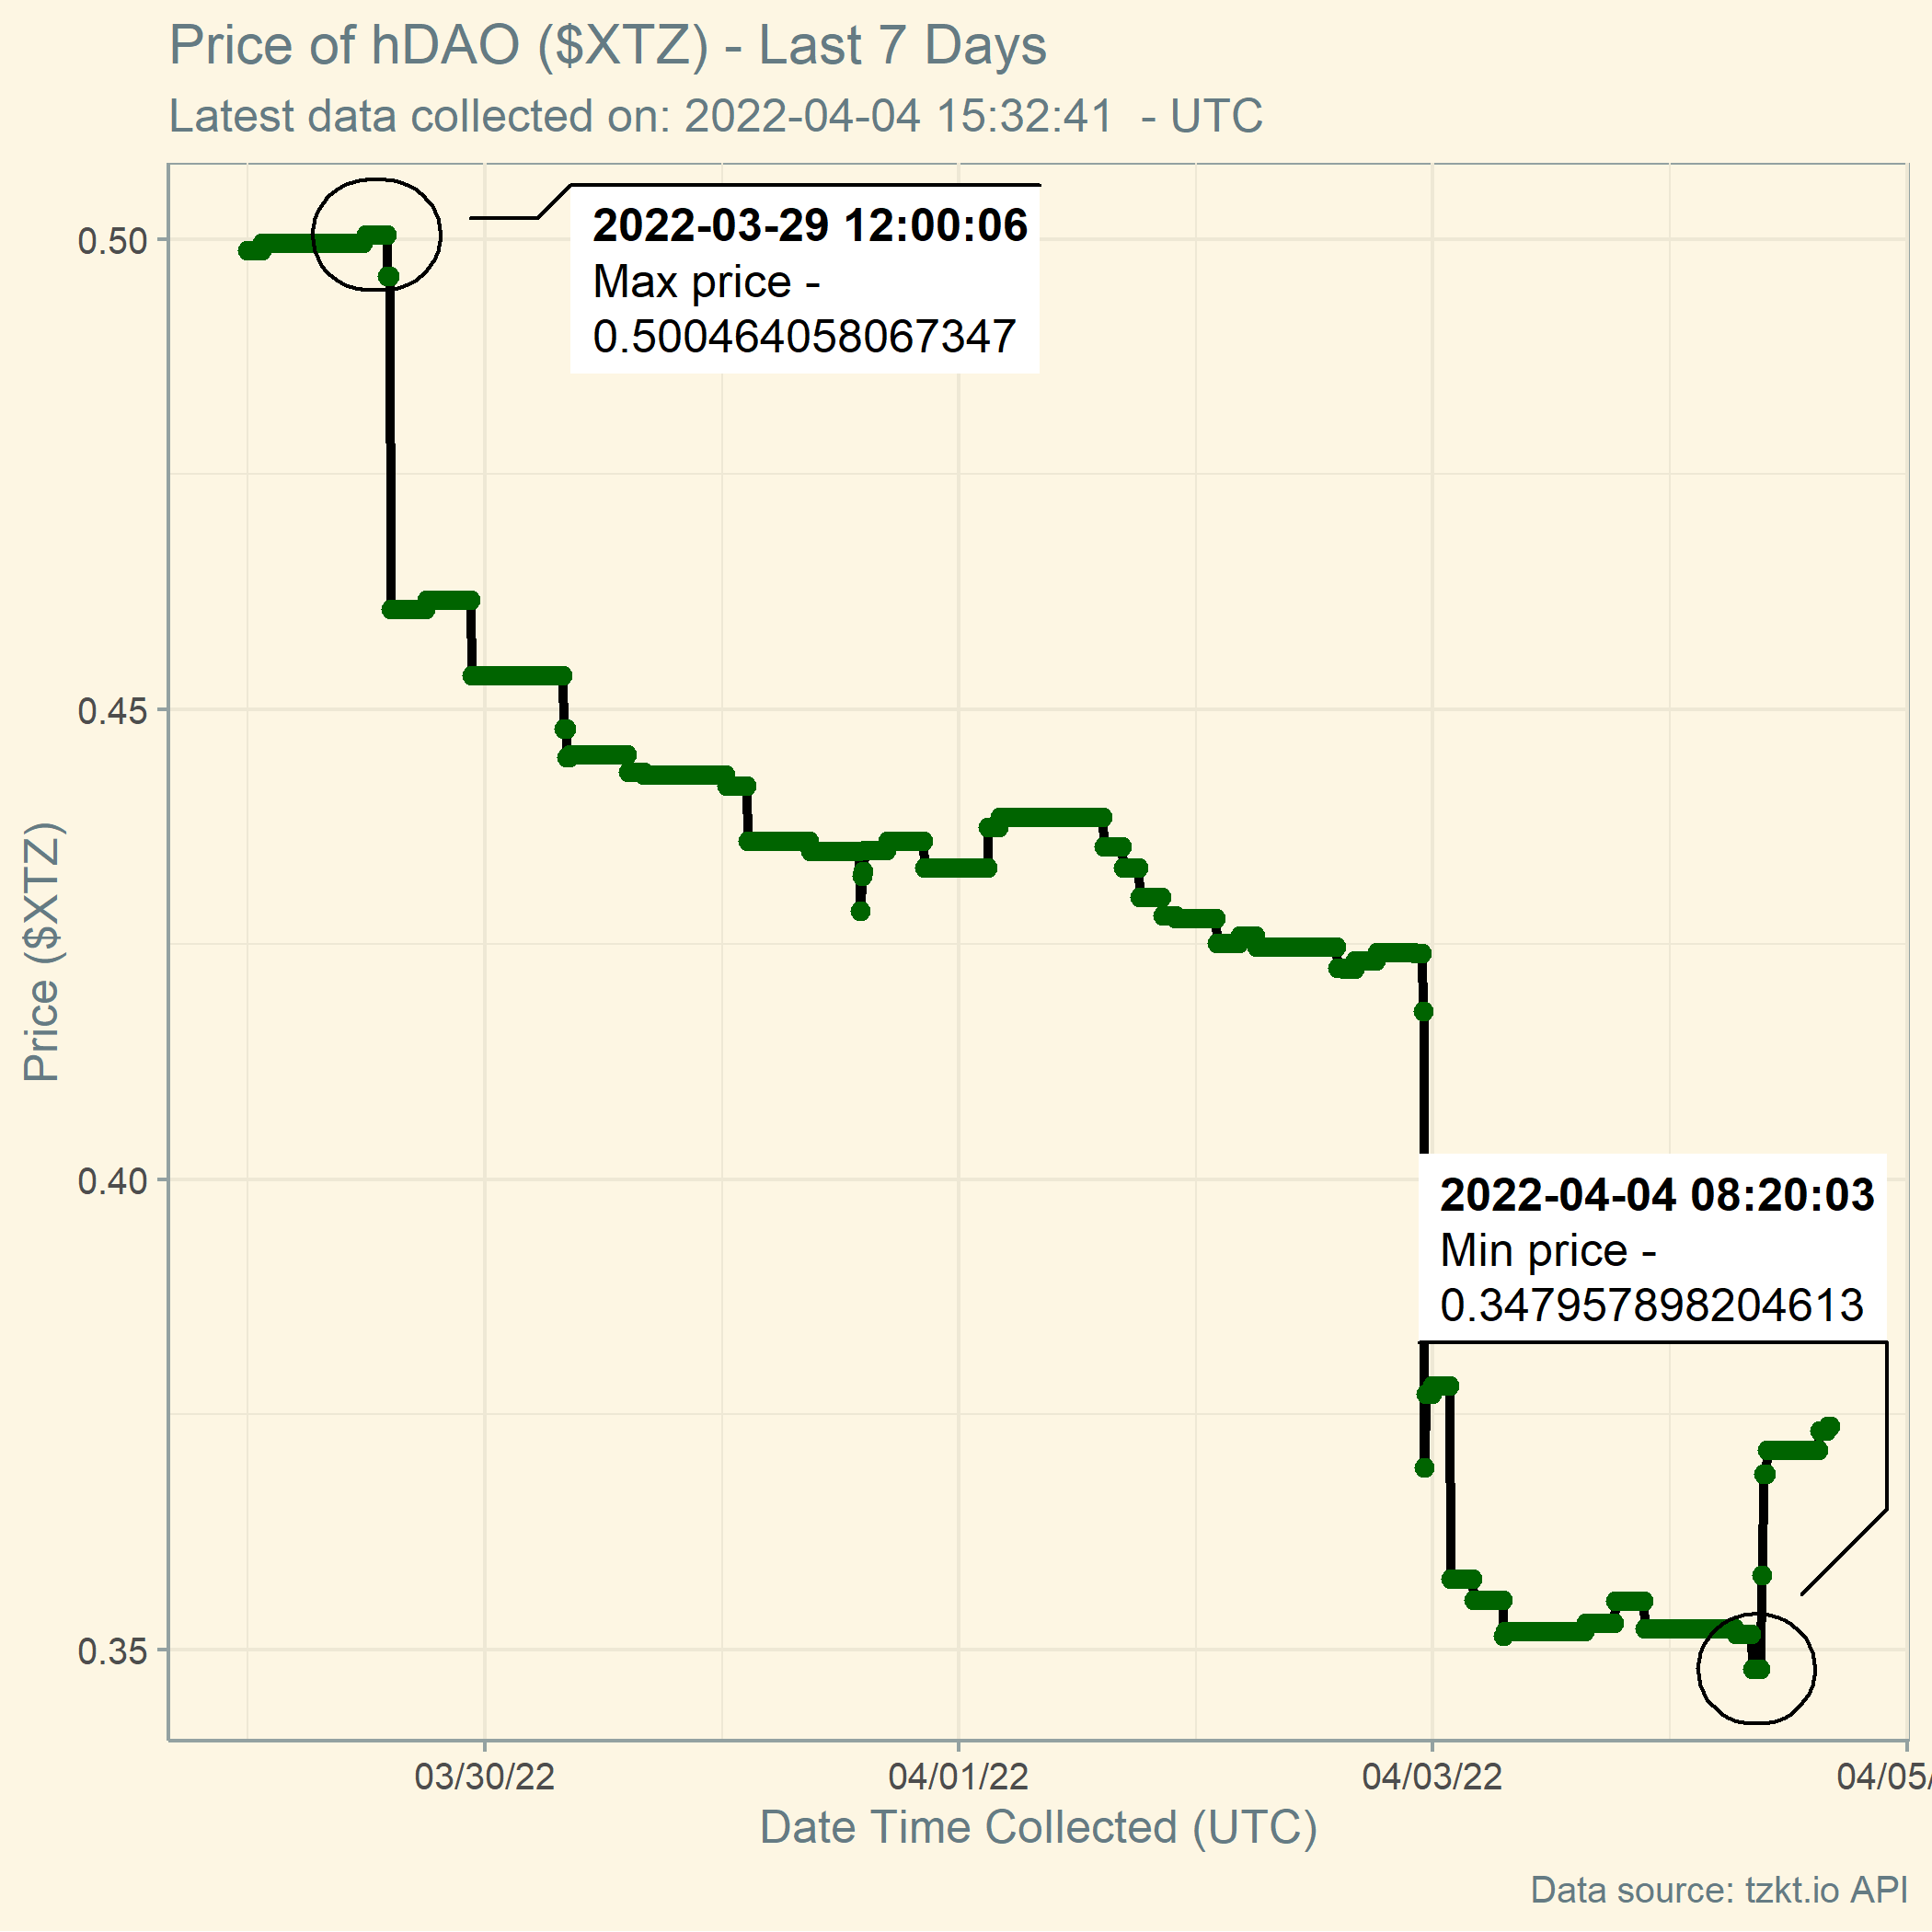 Price of hDAO ($XTZ) - Last 7 Days
Latest data collected on: 2022-04-04 15:32:41  - UTC
2022-03-29 12:00:06
Max price -
0.500464058067347
0.50
0.45
0.40
0.35
Price ($XTZ)
2022-04-04 08:20:03
Min price -
0.347957898204613
03/30/22
04/01/22
04/03/22
04/05/
Date Time Collected (UTC)
Data source: tzkt.io API